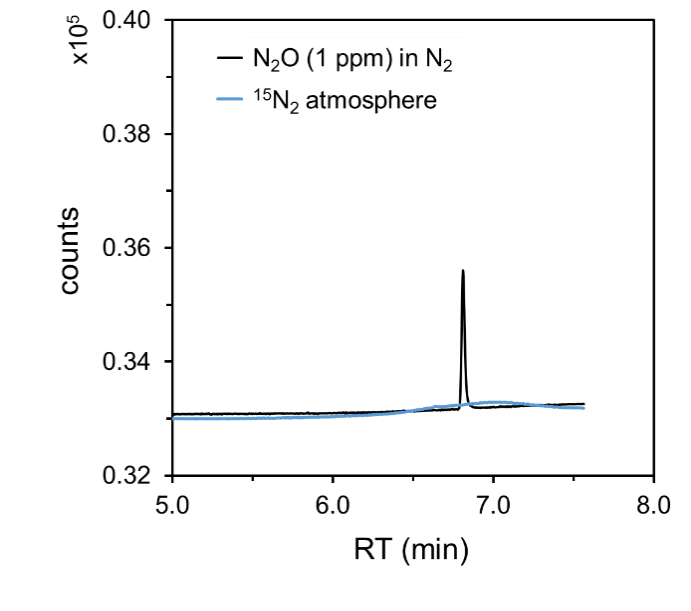 x10⁵
0.40
0.38
0.36
0.34
0.32
counts
N₂O (1 ppm) in N₂
¹⁵N₂ atmosphere
5.0 6.0 7.0 8.0
RT (min)